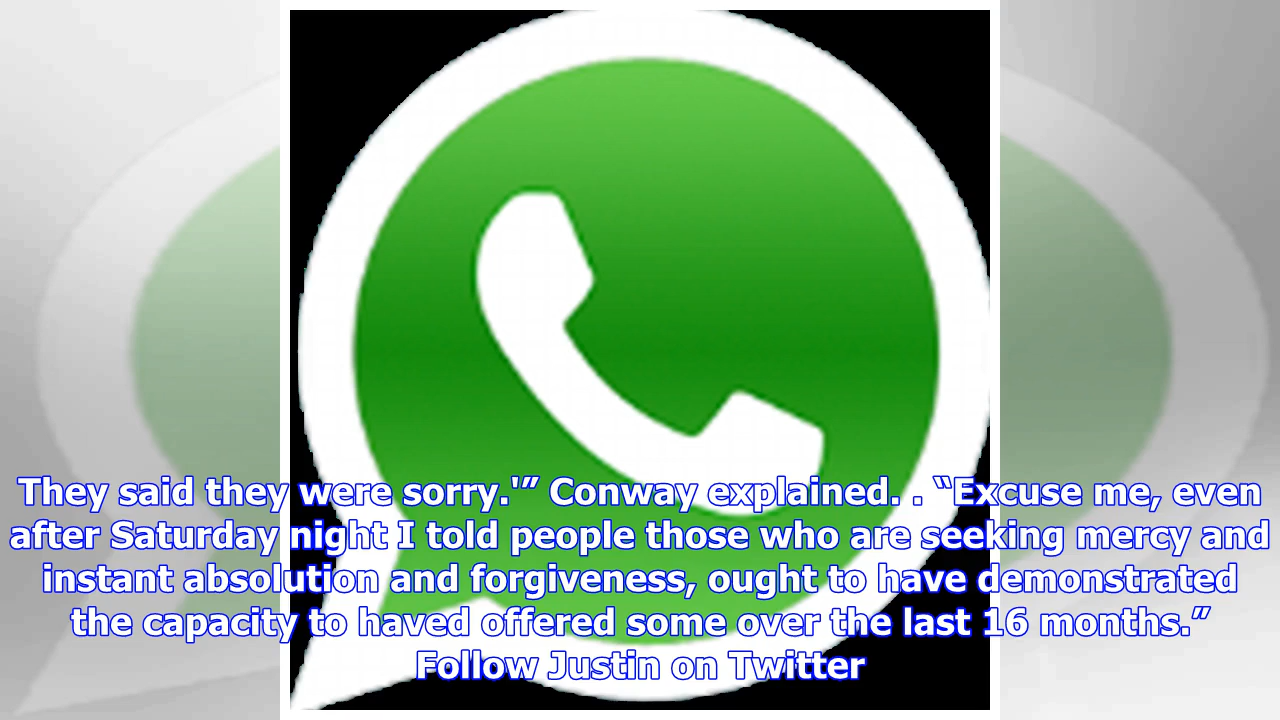 They said they were sorry.'” Conway explained. . “Excuse me, even
after Saturday night I told people those who are seeking mercy and
instant absolution and forgiveness, ought to have demonstrated
the capacity to haved offered some over the last 16 months.”
Follow Justin on Twitter